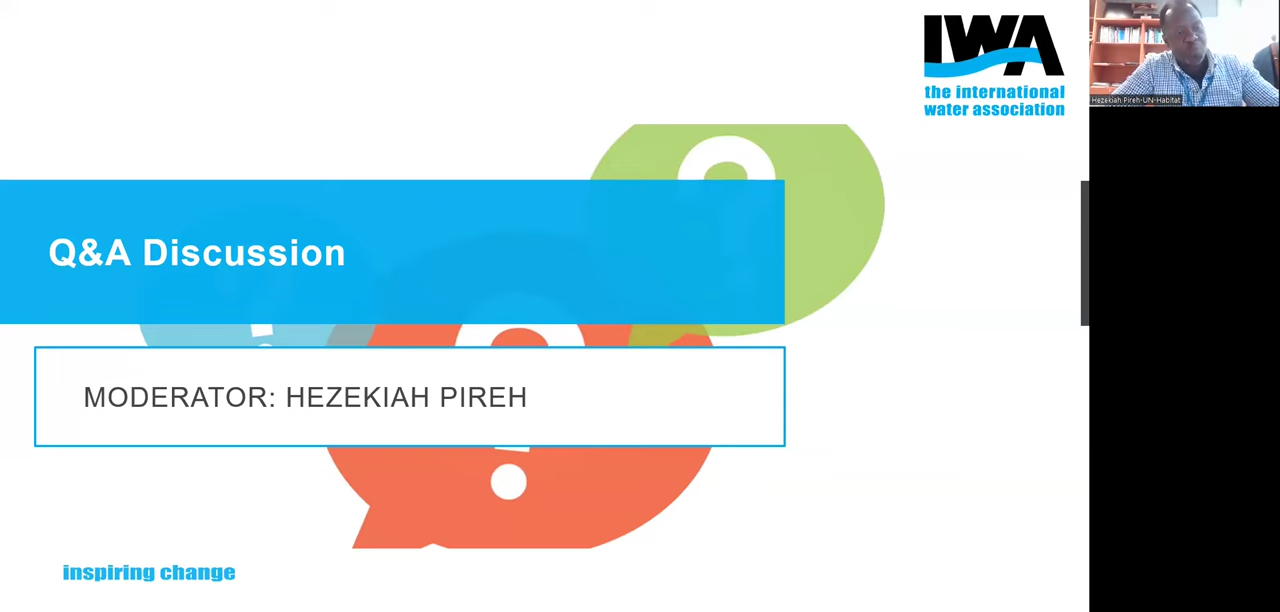 IWA
the international
water association
Hezekiah Pireh-UN-Habitat
Q&A Discussion
MODERATOR: HEZEKIAH PIREH
inspiring change